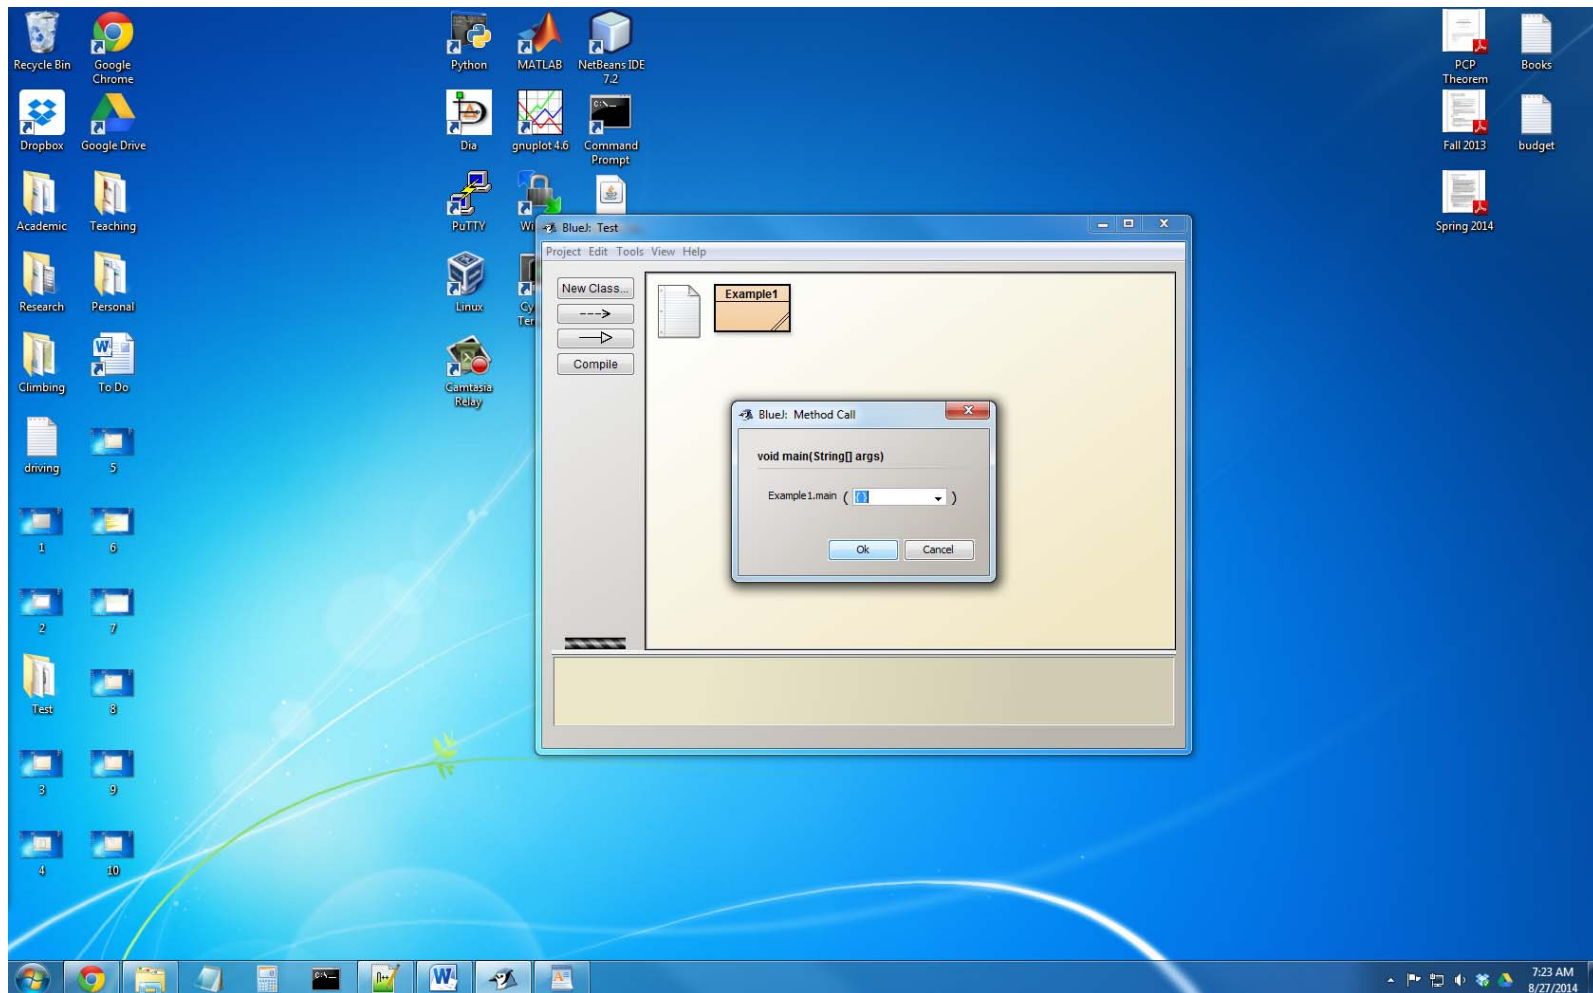 Recycle Bin
Google
Chrome
Python
MATLAB
NetBeans IDE
7.2
PCP
Theorem
Books
Dropbox
Google Drive
Dia
gnuplot 4.6
C:\_
Command
Prompt
Fall 2013
budget
Academic
Teaching
PuTTY
Spring 2014
BlueJ: Test
Project Edit Tools View Help
Research
Personal
Linux
New Class...
Example1
Compile
Climbing
To Do
Camtasia
Relay
BlueJ: Method Call
void main(String[] args)
Example1.main ( {} )
Ok
Cancel
driving
5
1
6
2
7
Test
8
3
9
4
10
C:\_
W
7:23 AM
8/27/2014